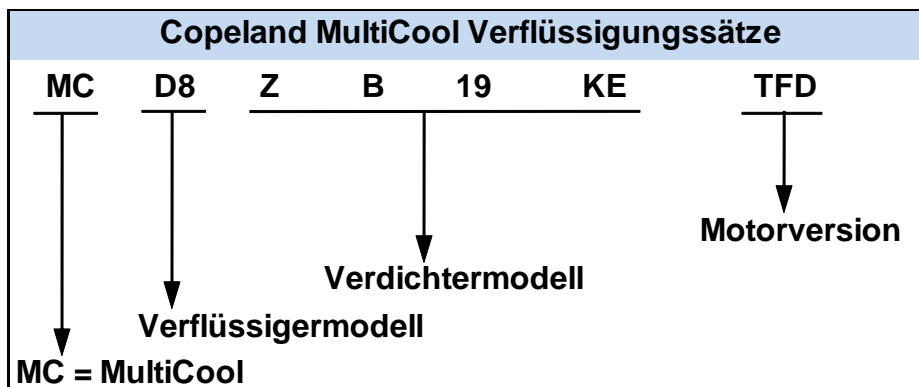 Copeland MultiCool Verflüssigungssätze
MC D8 Z B 19 KE TFD
Motorversion
Verdichtermodell
Verflüssigermodell
MC = MultiCool